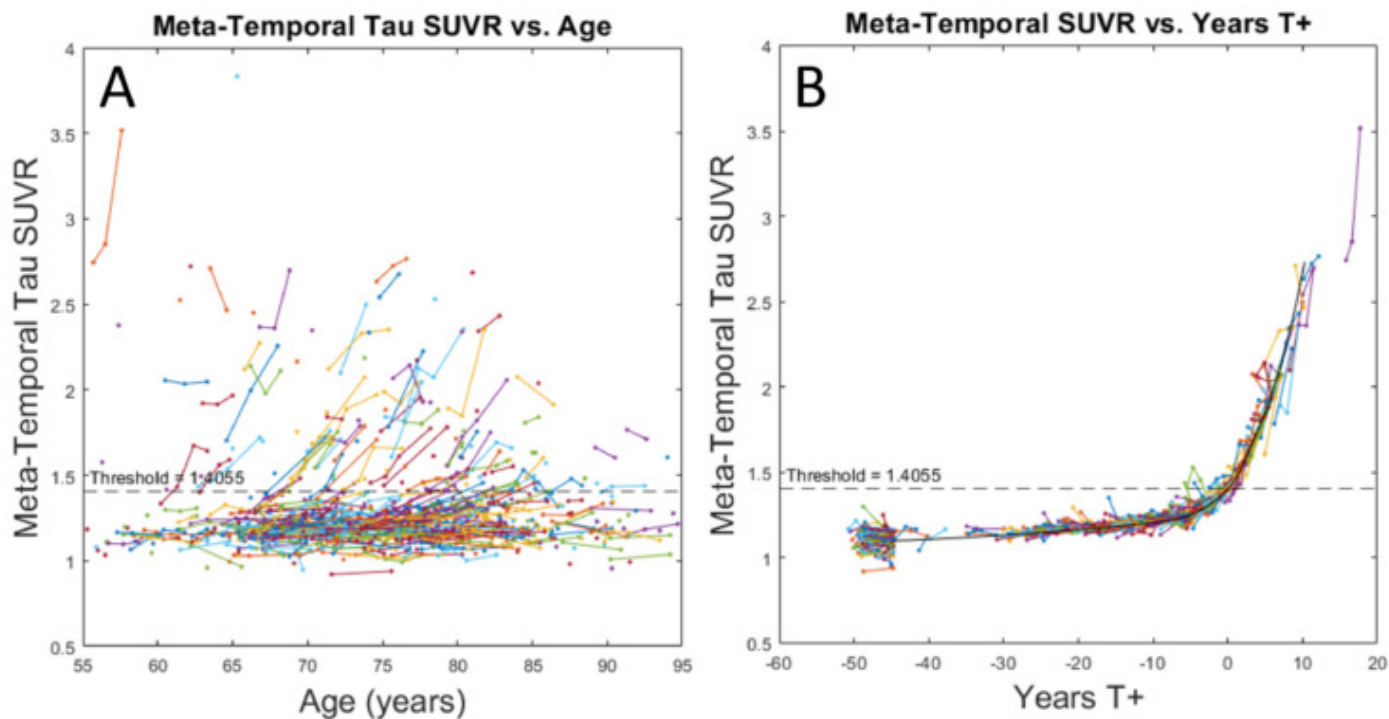 Meta-Temporal Tau SUVR vs. Age
A
Meta-Temporal Tau SUVR
4
3.5
3
2.5
2
1.5
1
0.5
Threshold = 1.4055
55 60 65 70 75 80 85 90 95
Age (years)
Meta-Temporal SUVR vs. Years T+
B
Meta-Temporal Tau SUVR
4
3.5
3
2.5
2
1.5
1
0.5
Threshold = 1.4055
-60 -50 -40 -30 -20 -10 0 10 20
Years T+